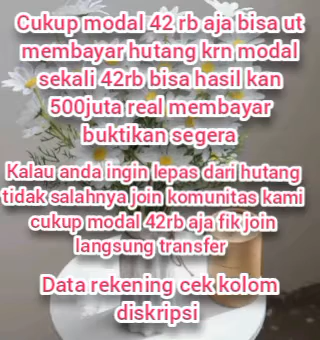 Cukup modal 42 rb aja bisa ut
membayar hutang krn modal
sekali 42rb bisa hasil kan
500juta real membayar
buktikan segera
Kalau anda ingin lepas dari hutang
tidak salahnya join komunitas kami
cukup modal 42rb aja fik join
langsung transfer
Data rekening cek kolom
diskripsi